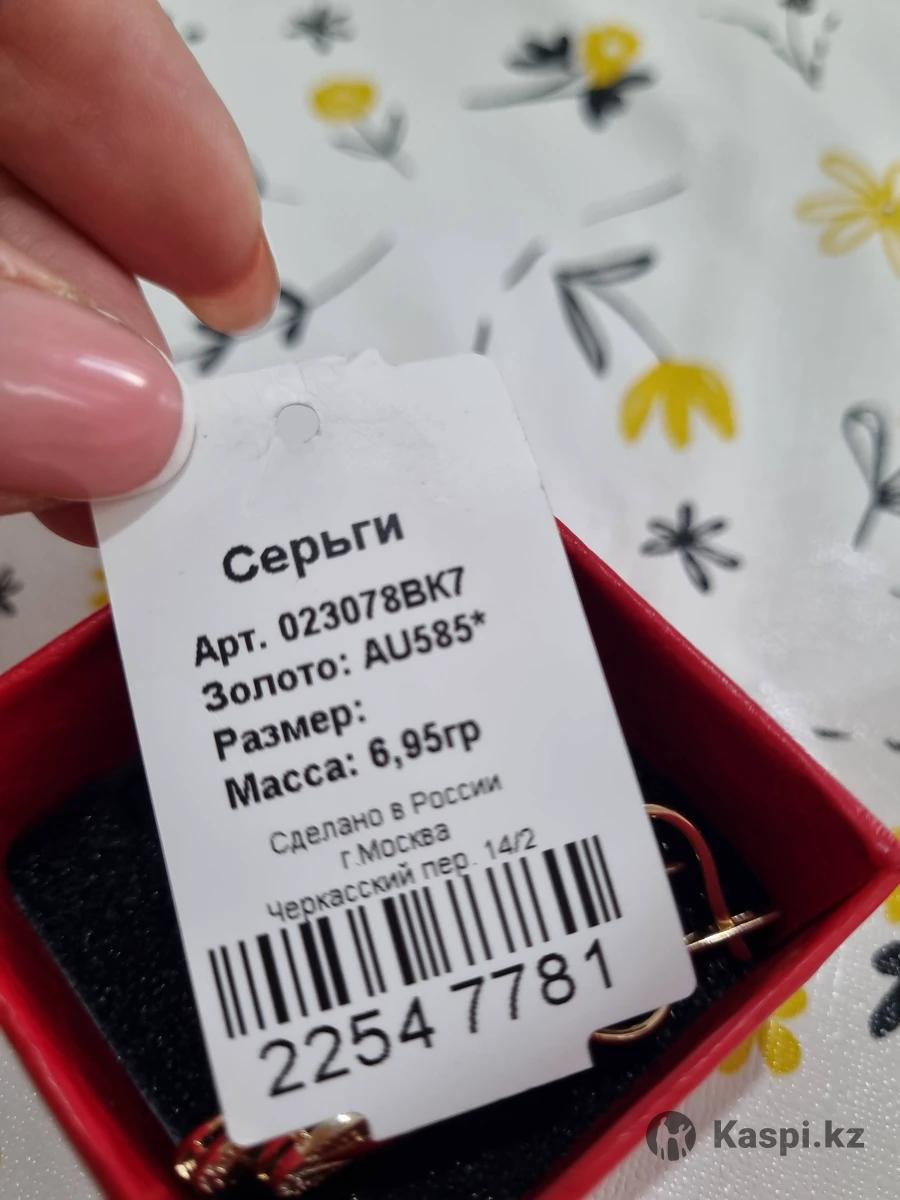 Серьги
Арт. 023078ВК7
Золото: AU585*
Размер:
Масса: 6,95гр
Сделано в России
г.Москва
Черкасский пер. 14/2
2254 7781
Kaspi.kz